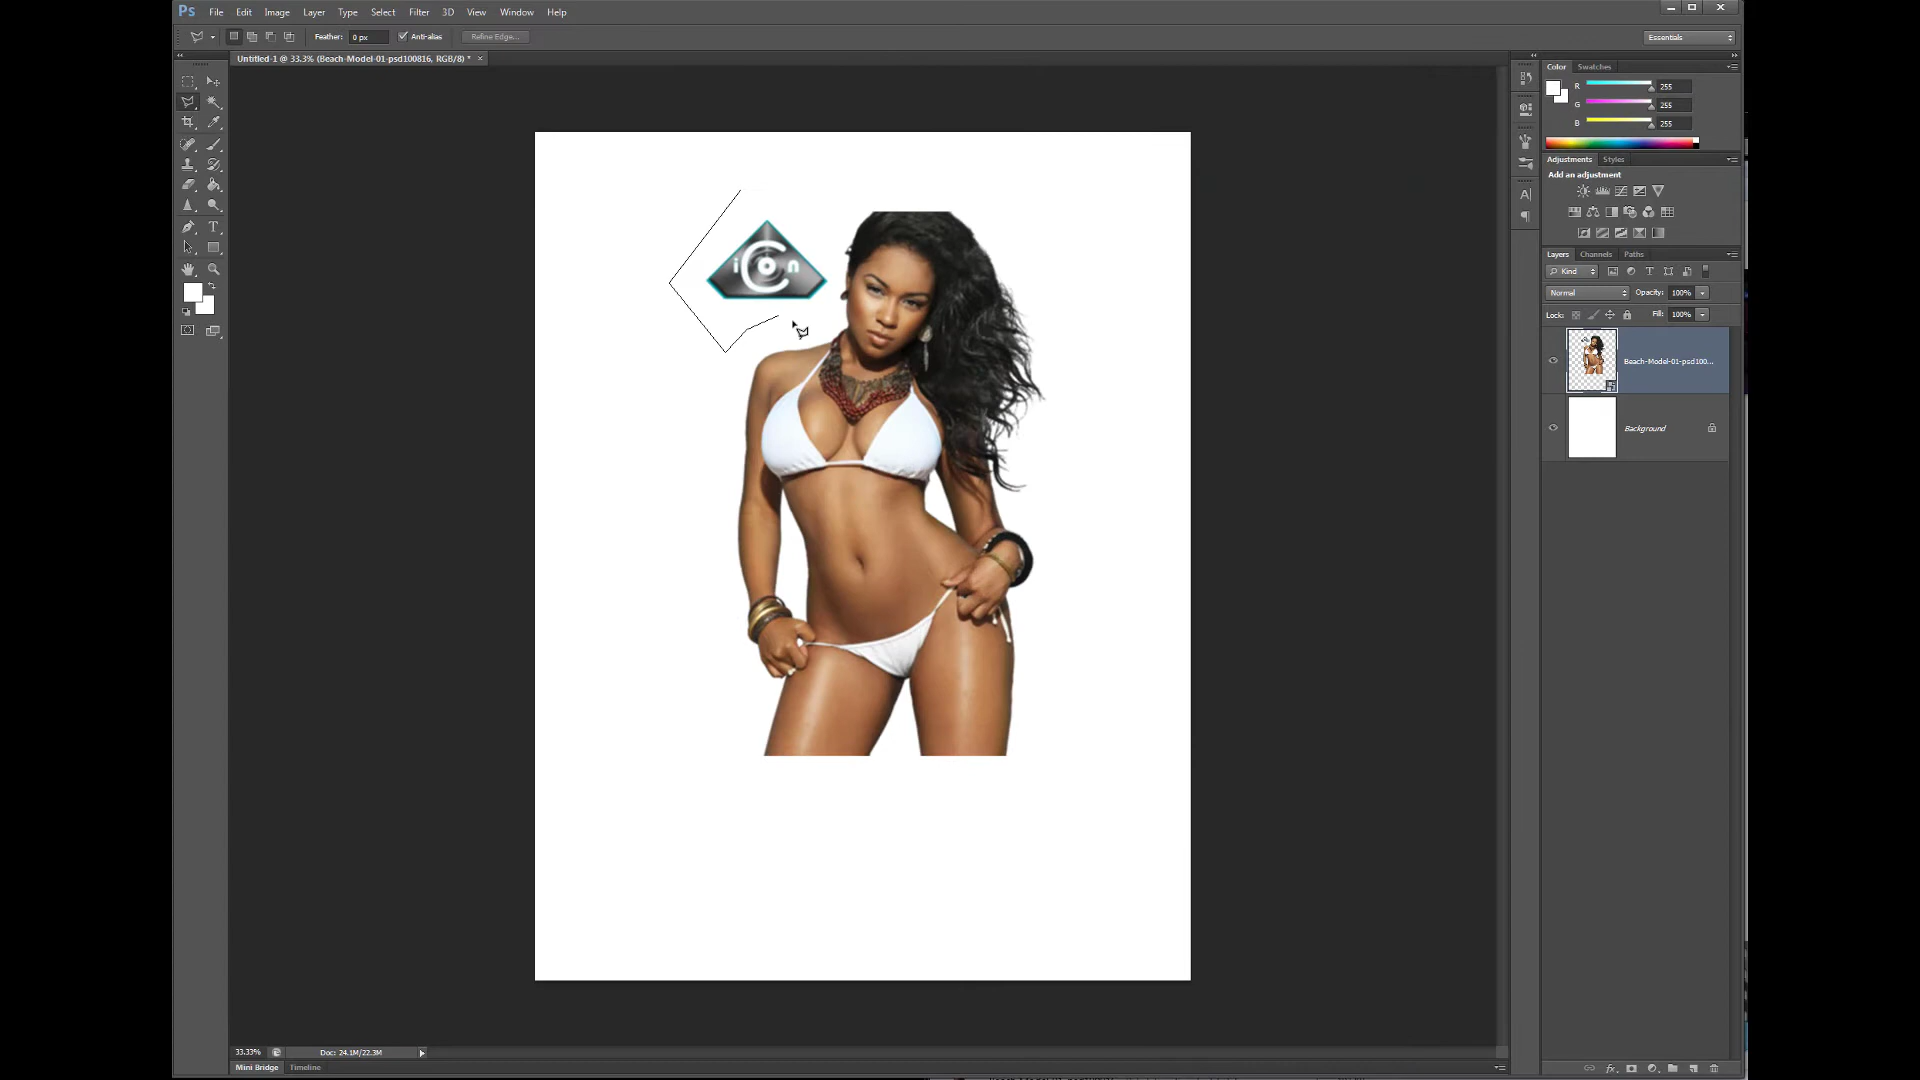 Ps File Edit Image Layer Type Select Filter 3D View Window Help
Feather: 0 px Anti-alias Refine Edge... Essentials
Untitled-1 @ 33.3% (Beach-Model-01-psd100816, RGB/8) * ×
Color Swatches
R 255
G 255
B 255
Adjustments Styles
Add an adjustment
Layers Channels Paths
Kind
Normal Opacity: 100%
Lock: Fill: 100%
Beach-Model-01-psd100...
Background
iCon
33.33% Doc: 24.1M/22.3M
Mini Bridge Timeline